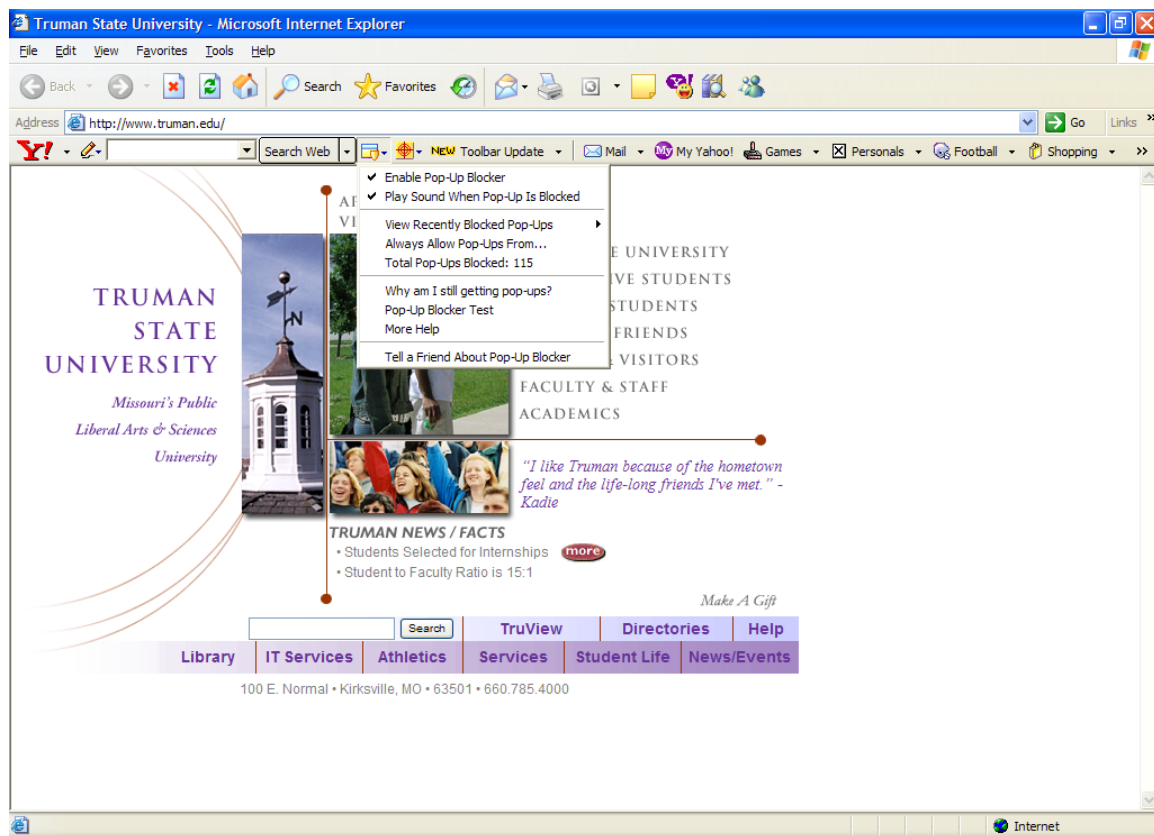 Truman State University - Microsoft Internet Explorer
File Edit View Favorites Tools Help
Back Search Favorites
Address http://www.truman.edu/ Go Links »
Y! Search Web NEW Toolbar Update Mail My My Yahoo! Games Personals Football Shopping »
✔ Enable Pop-Up Blocker
✔ Play Sound When Pop-Up Is Blocked
View Recently Blocked Pop-Ups
Always Allow Pop-Ups From...
Total Pop-Ups Blocked: 115
Why am I still getting pop-ups?
Pop-Up Blocker Test
More Help
Tell a Friend About Pop-Up Blocker
TRUMAN
STATE
UNIVERSITY
Missouri's Public
Liberal Arts & Sciences
University
N
UNIVERSITY
STUDENTS
FRIENDS
& VISITORS
FACULTY & STAFF
ACADEMICS
"I like Truman because of the hometown
feel and the life-long friends I've met." -
Kadie
TRUMAN NEWS / FACTS
• Students Selected for Internships more
• Student to Faculty Ratio is 15:1
Make A Gift
Search TruView Directories Help
Library IT Services Athletics Services Student Life News/Events
100 E. Normal • Kirksville, MO • 63501 • 660.785.4000
Internet